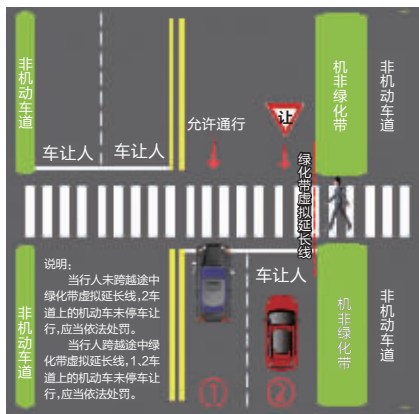 非机动车道
机非绿化带
非机动车道
让
允许通行
车让人
车让人
绿化带虚拟延长线
说明:
当行人未跨越途中
绿化带虚拟延长线,2车
道上的机动车未停车让
行,应当依法处罚。
当行人跨越途中绿
化带虚拟延长线,1.2车
道上的机动车未停车让
行,应当依法处罚。
车让人
非机动车道
机非绿化带
非机动车道
①
②